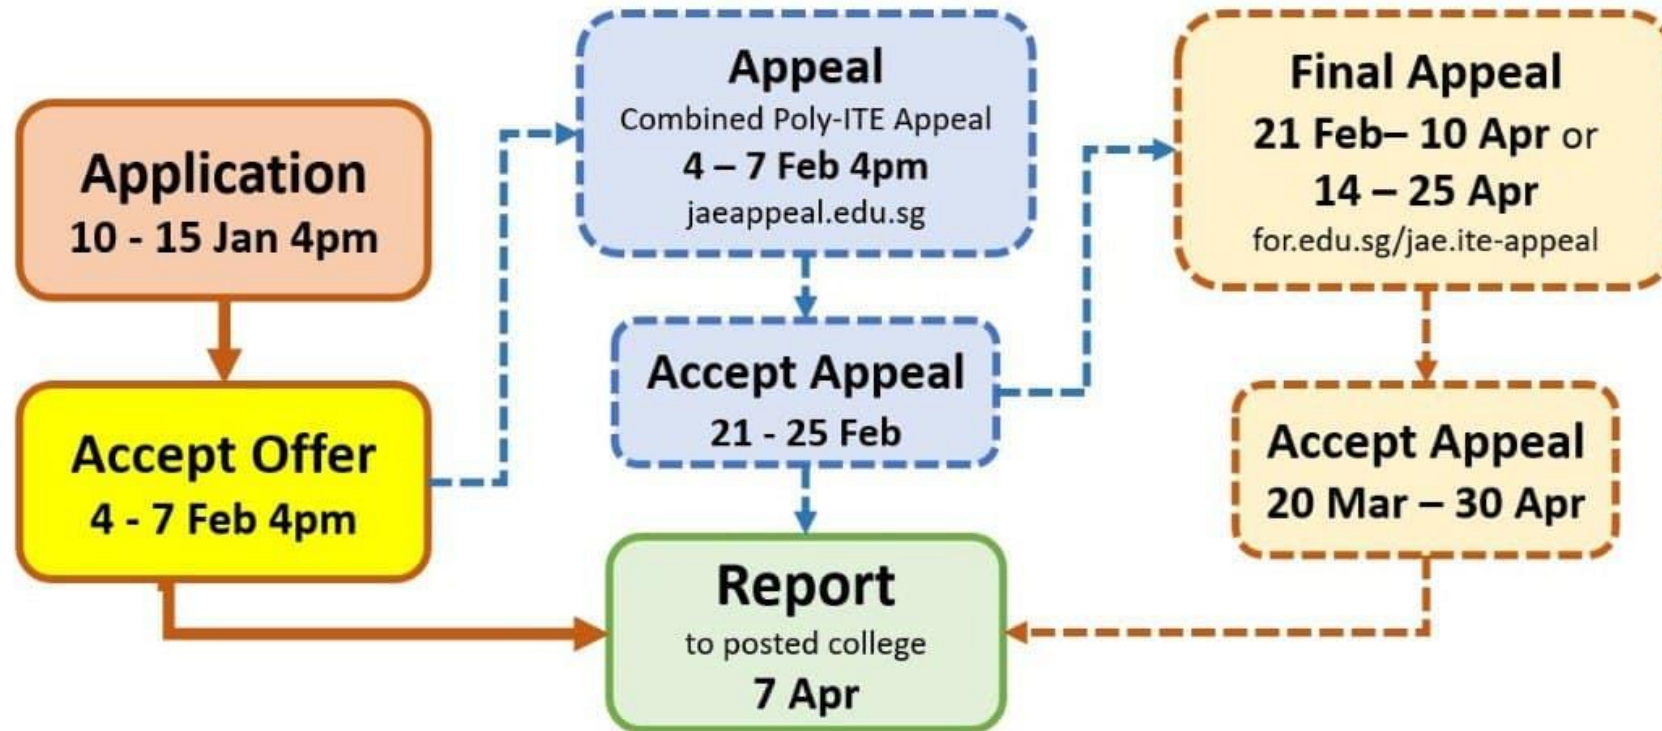 Application
10 - 15 Jan 4pm
Accept Offer
4 - 7 Feb 4pm
Appeal
Combined Poly-ITE Appeal
4 – 7 Feb 4pm
jaeappeal.edu.sg
Accept Appeal
21 - 25 Feb
Report
to posted college
7 Apr
Final Appeal
21 Feb– 10 Apr or
14 – 25 Apr
for.edu.sg/jae.ite-appeal
Accept Appeal
20 Mar – 30 Apr